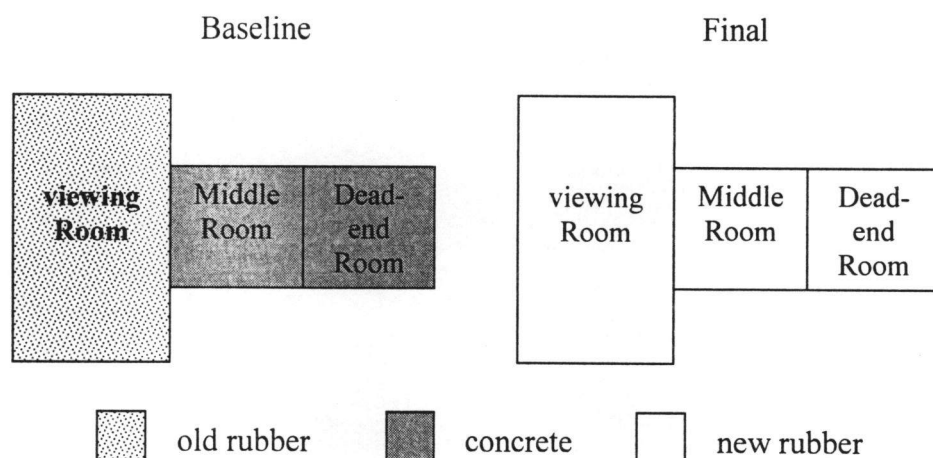 Baseline
Final
viewing
Room
Middle
Room
Dead-
end
Room
viewing
Room
Middle
Room
Dead-
end
Room
old rubber
concrete
new rubber